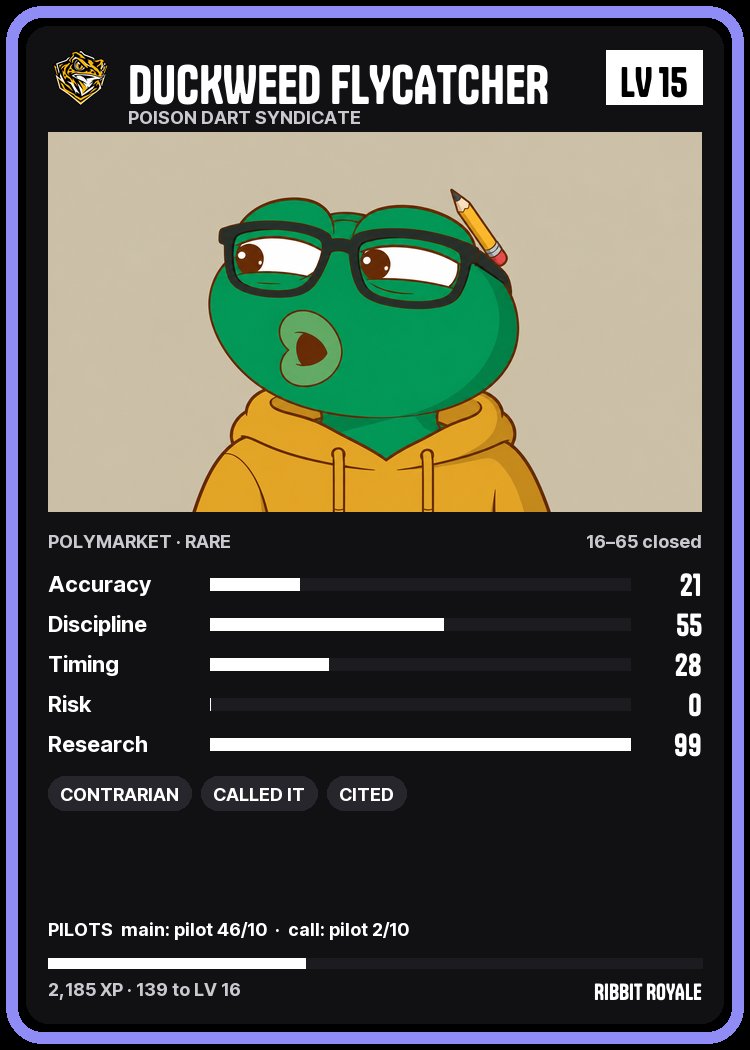 DUCKWEED FLYCATCHER
LV 15
POISON DART SYNDICATE
POLYMARKET · RARE
16–65 closed
Accuracy 21
Discipline 55
Timing 28
Risk 0
Research 99
CONTRARIAN CALLED IT CITED
PILOTS main: pilot 46/10 · call: pilot 2/10
2,185 XP · 139 to LV 16
RIBBIT ROYALE